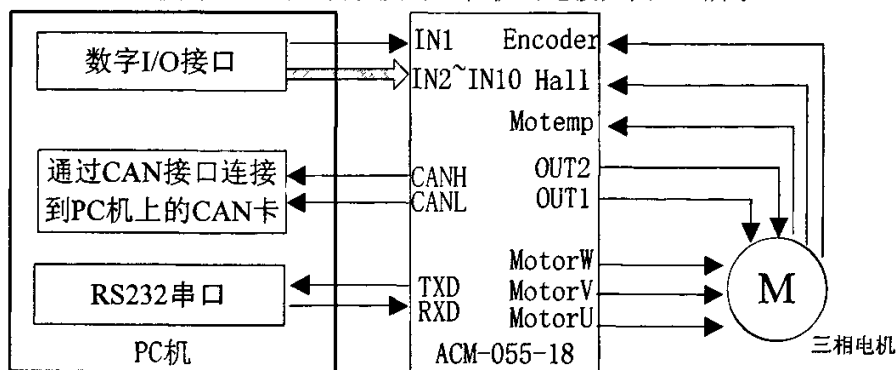 数字I/O接口
通过CAN接口连接
到PC机上的CAN卡
RS232串口
PC机
IN1
IN2~IN10
CANH
CANL
TXD
RXD
Encoder
Hall
Motemp
OUT2
OUT1
MotorW
MotorV
MotorU
ACM-055-18
M
三相电机